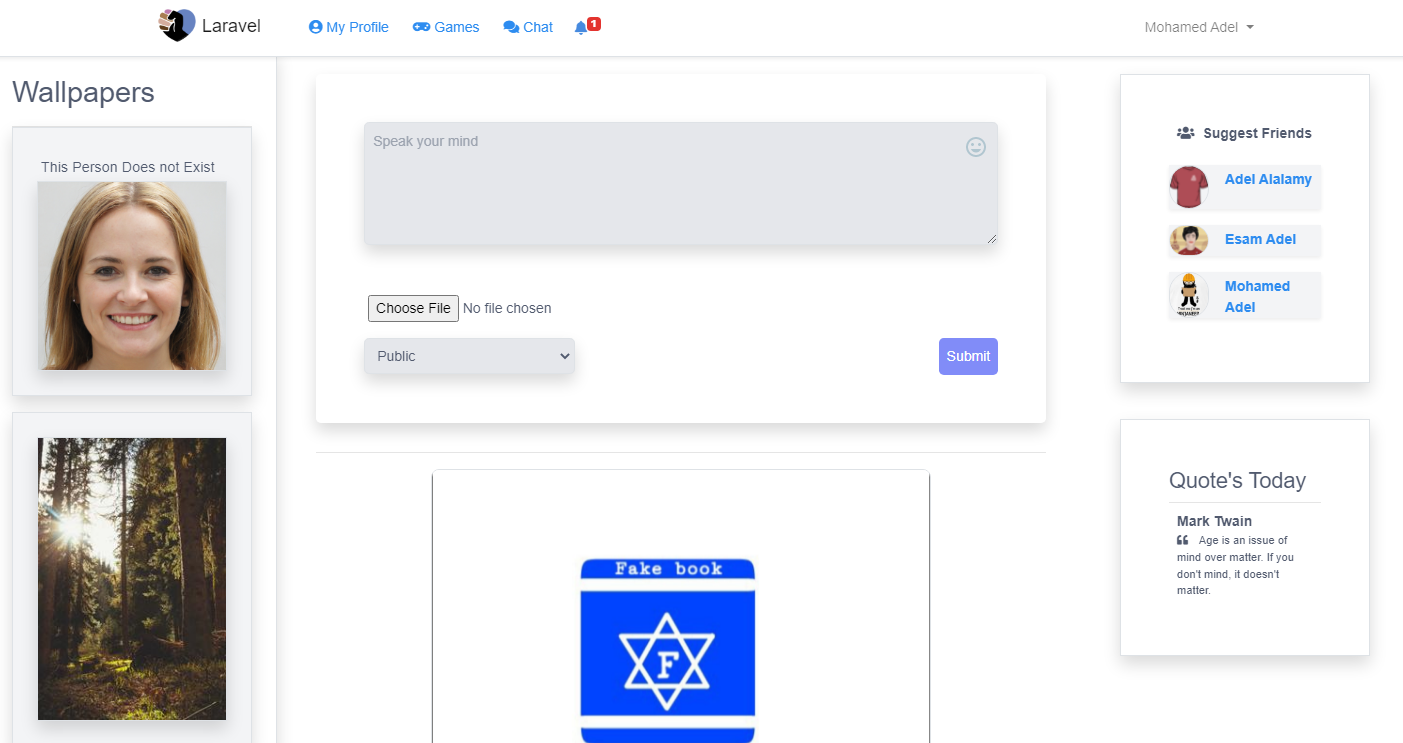 Laravel
My Profile
Games
Chat
1
Mohamed Adel
Wallpapers
This Person Does not Exist
Speak your mind
Choose File No file chosen
Public
Submit
Fake book
F
Suggest Friends
Adel Alalamy
Esam Adel
Mohamed
Adel
Quote's Today
Mark Twain
Age is an issue of
mind over matter. If you
don't mind, it doesn't
matter.